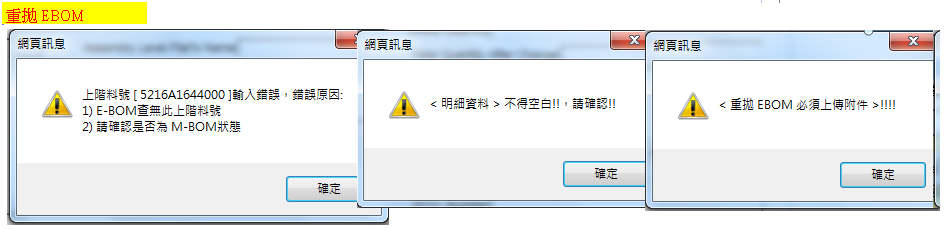 重拋 EBOM
網頁訊息
上階料號 [ 5216A1644000 ]輸入錯誤，錯誤原因:
1) E-BOM查無此上階料號
2) 請確認是否為 M-BOM狀態
確定
網頁訊息
< 明細資料 > 不得空白!!，請確認!!
確定
網頁訊息
< 重拋 EBOM 必須上傳附件 >!!!!
確定